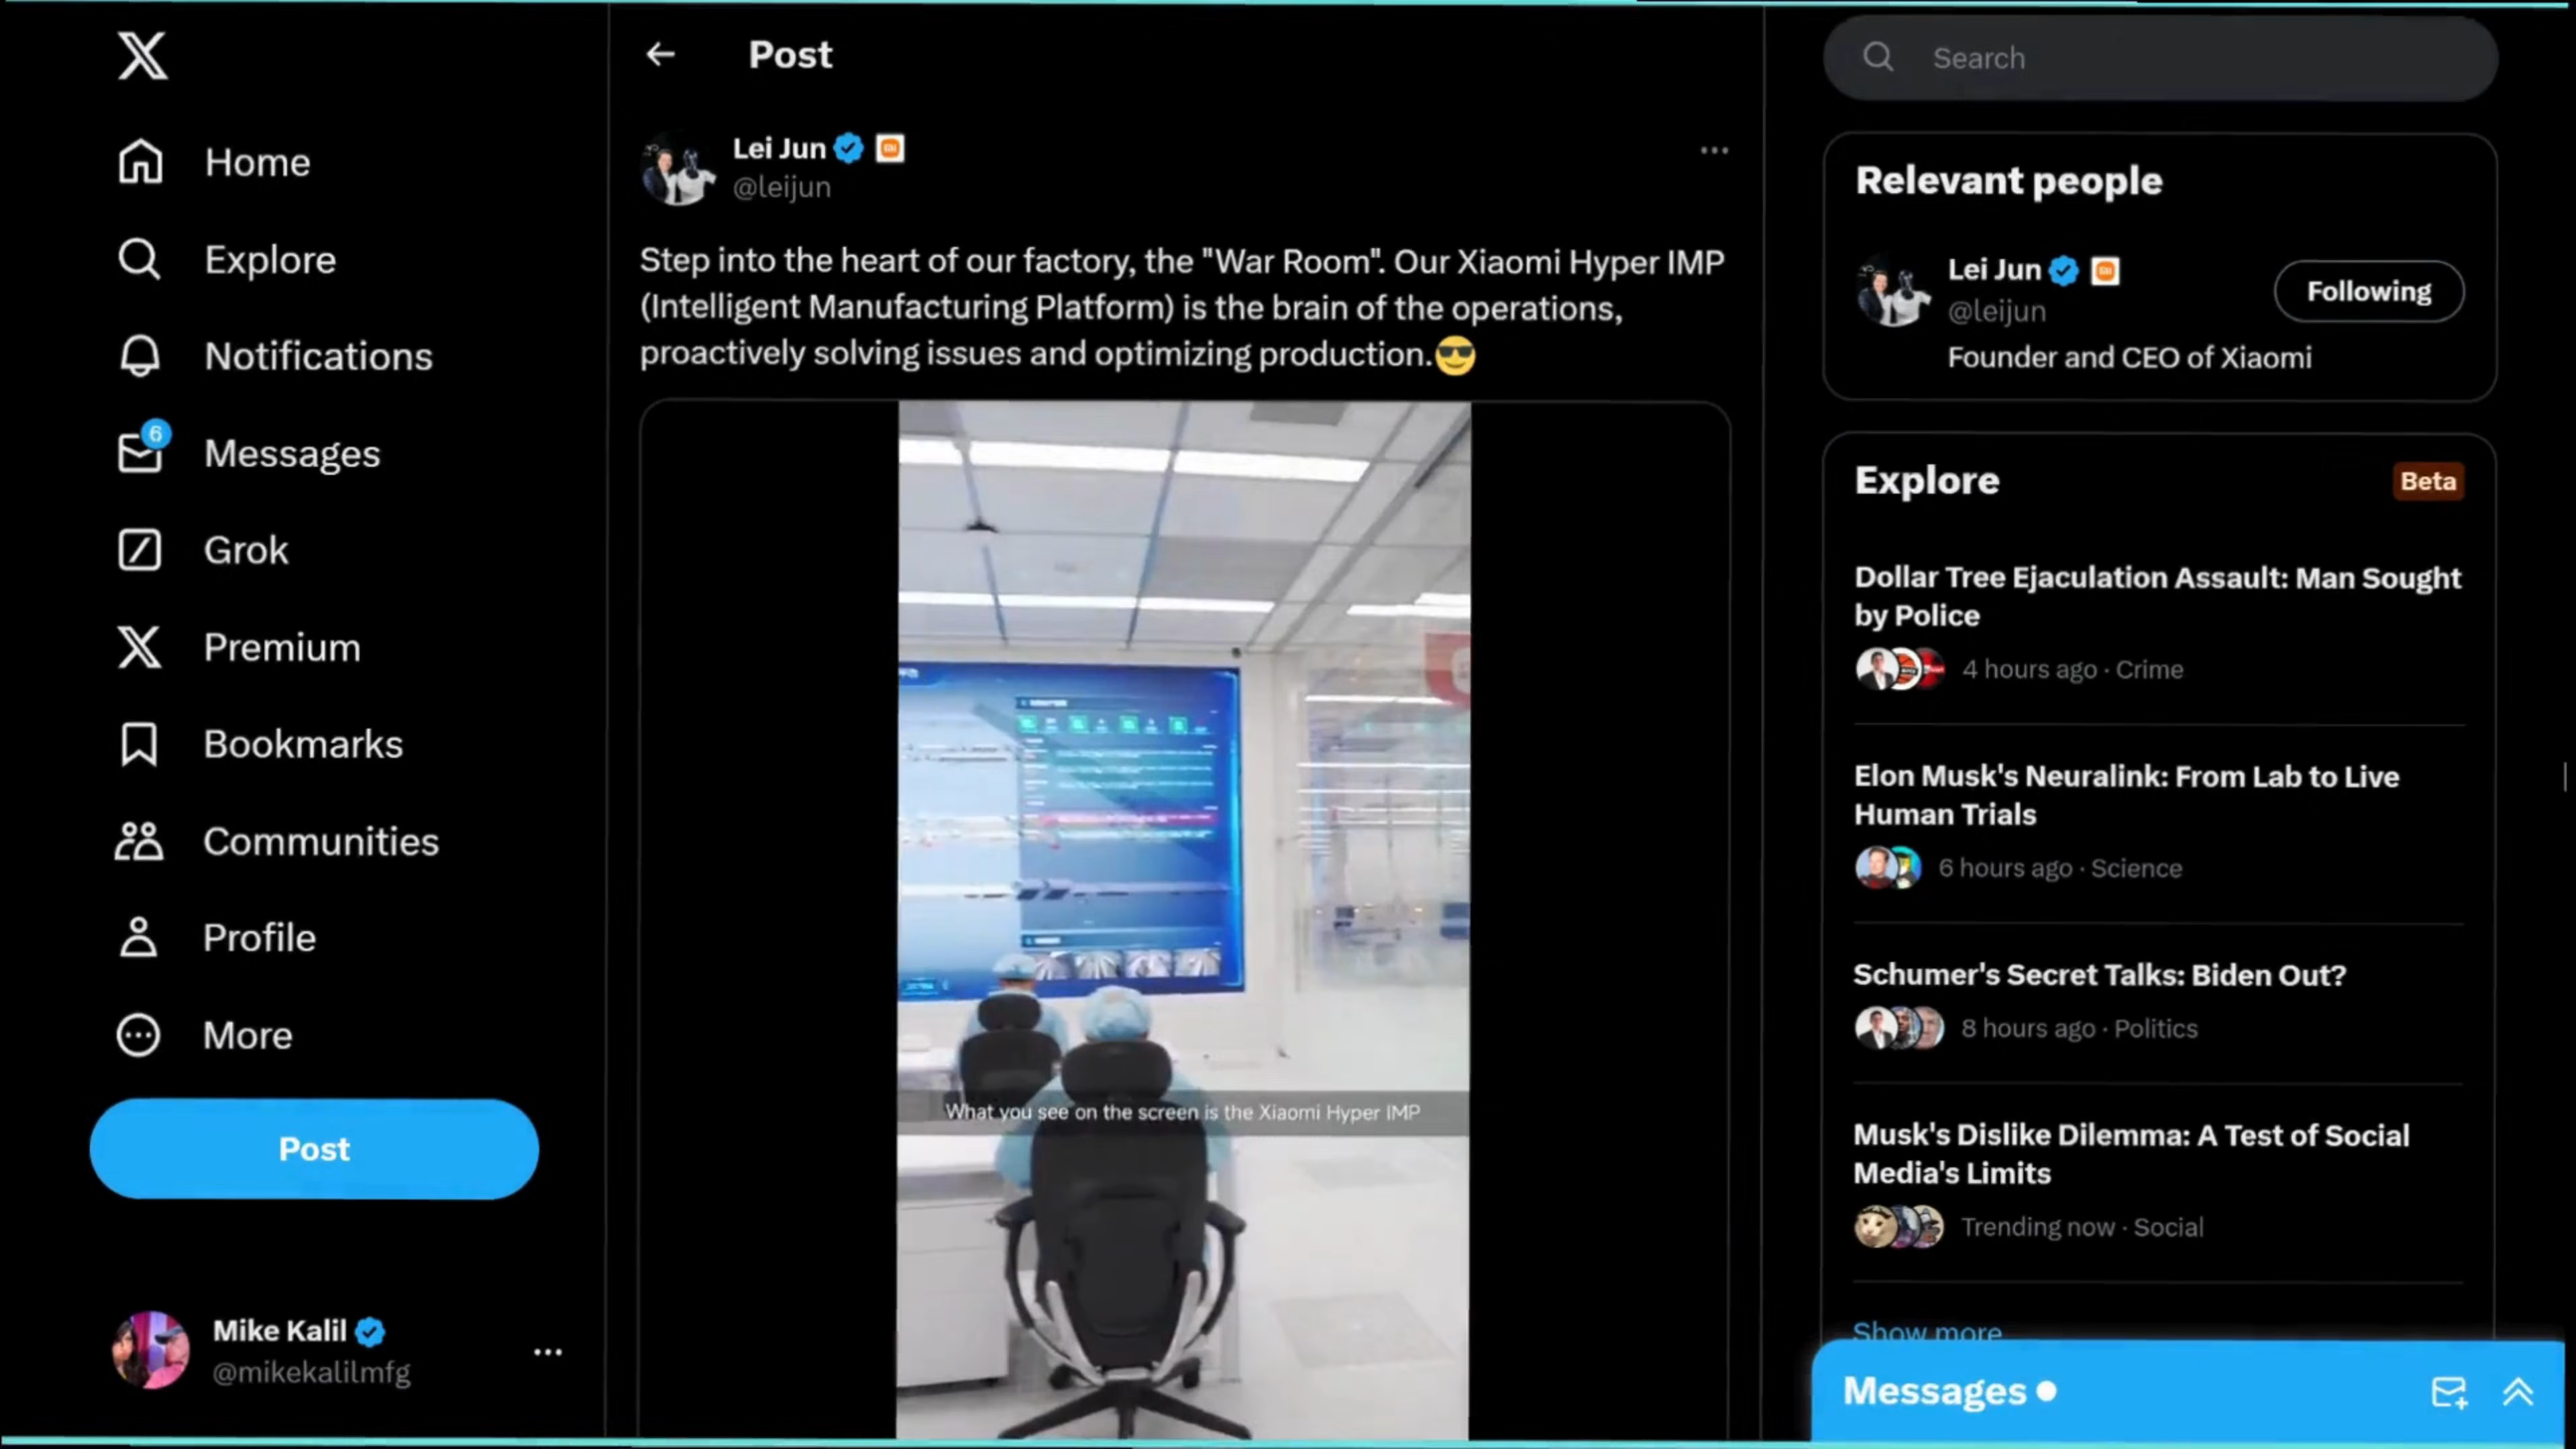 Home
Explore
Notifications
6
Messages
Grok
Premium
Bookmarks
Communities
Profile
More
Post
Mike Kalil
@mikekalilmfg
Post
Lei Jun
@leijun
Step into the heart of our factory, the "War Room". Our Xiaomi Hyper IMP
(Intelligent Manufacturing Platform) is the brain of the operations,
proactively solving issues and optimizing production.😎
What you see on the screen is the Xiaomi Hyper IMP
Search
Relevant people
Lei Jun
@leijun
Following
Founder and CEO of Xiaomi
Explore
Beta
Dollar Tree Ejaculation Assault: Man Sought
by Police
4 hours ago · Crime
Elon Musk's Neuralink: From Lab to Live
Human Trials
6 hours ago · Science
Schumer's Secret Talks: Biden Out?
8 hours ago · Politics
Musk's Dislike Dilemma: A Test of Social
Media's Limits
Trending now · Social
Show more
Messages